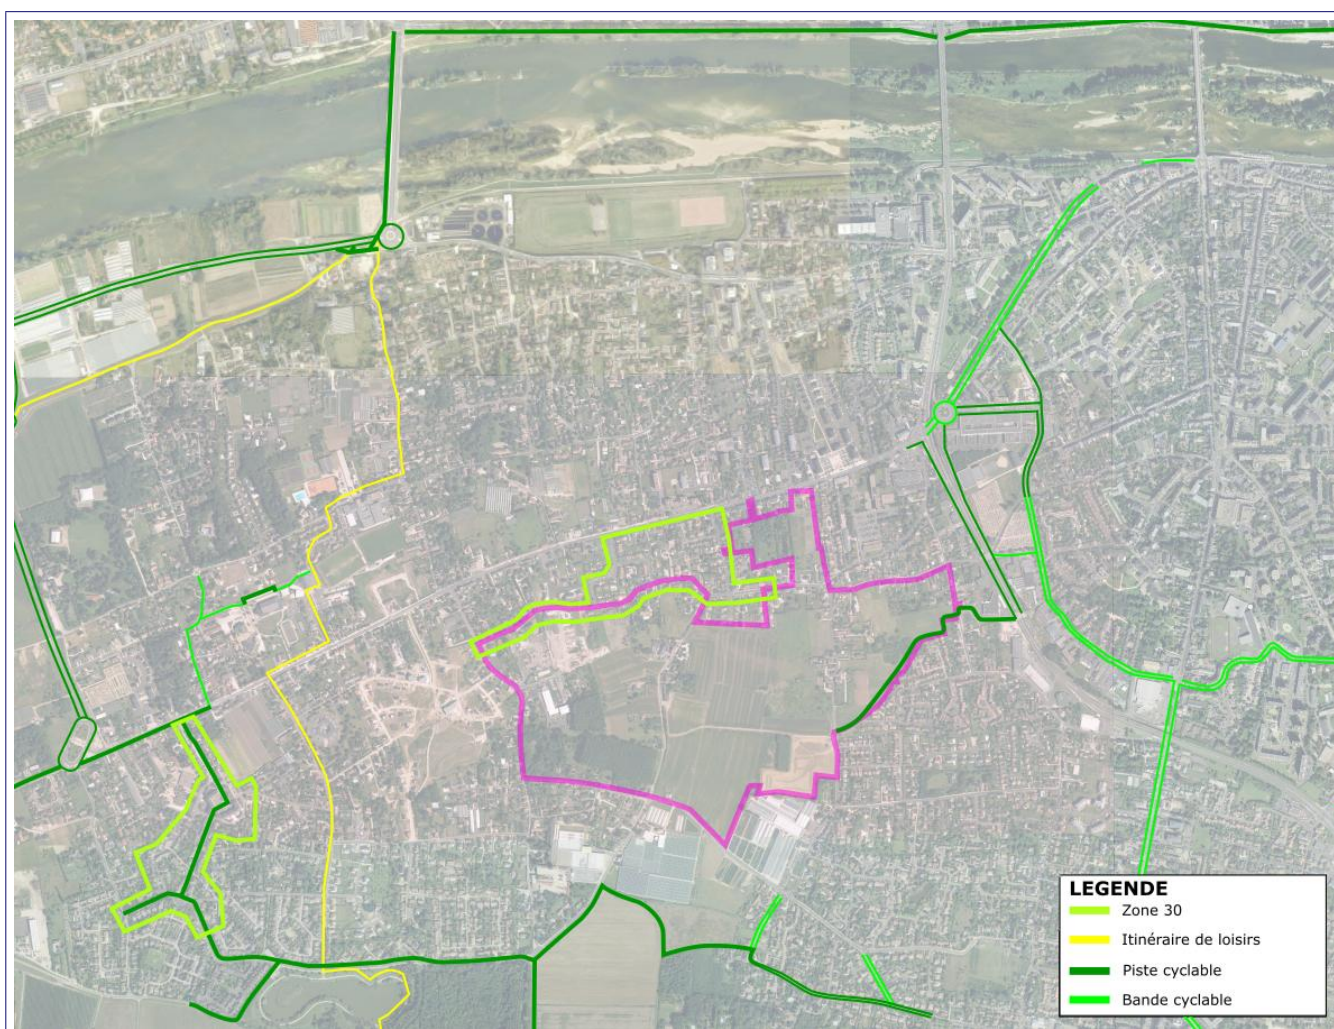 LEGENDE
Zone 30
Itinéraire de loisirs
Piste cyclable
Bande cyclable